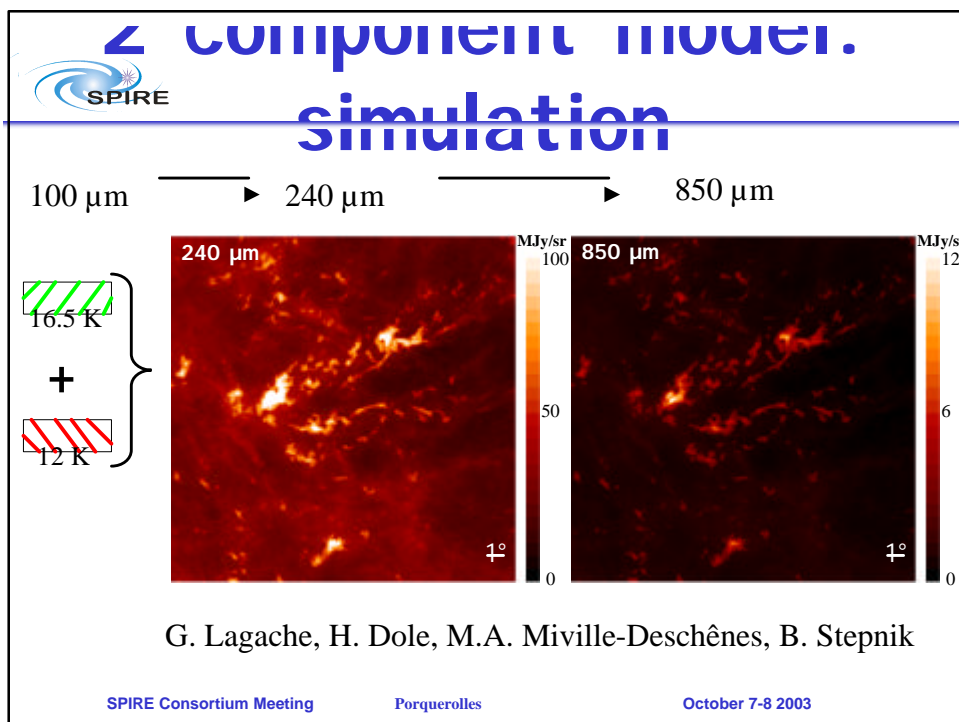 2 component model:
simulation
SPIRE
100 µm 240 µm 850 µm
240 µm
MJy/sr
100
50
0
1°
850 µm
MJy/s
12
6
0
1°
16.5 K
+
12 K
G. Lagache, H. Dole, M.A. Miville-Deschênes, B. Stepnik
SPIRE Consortium Meeting Porquerolles October 7-8 2003